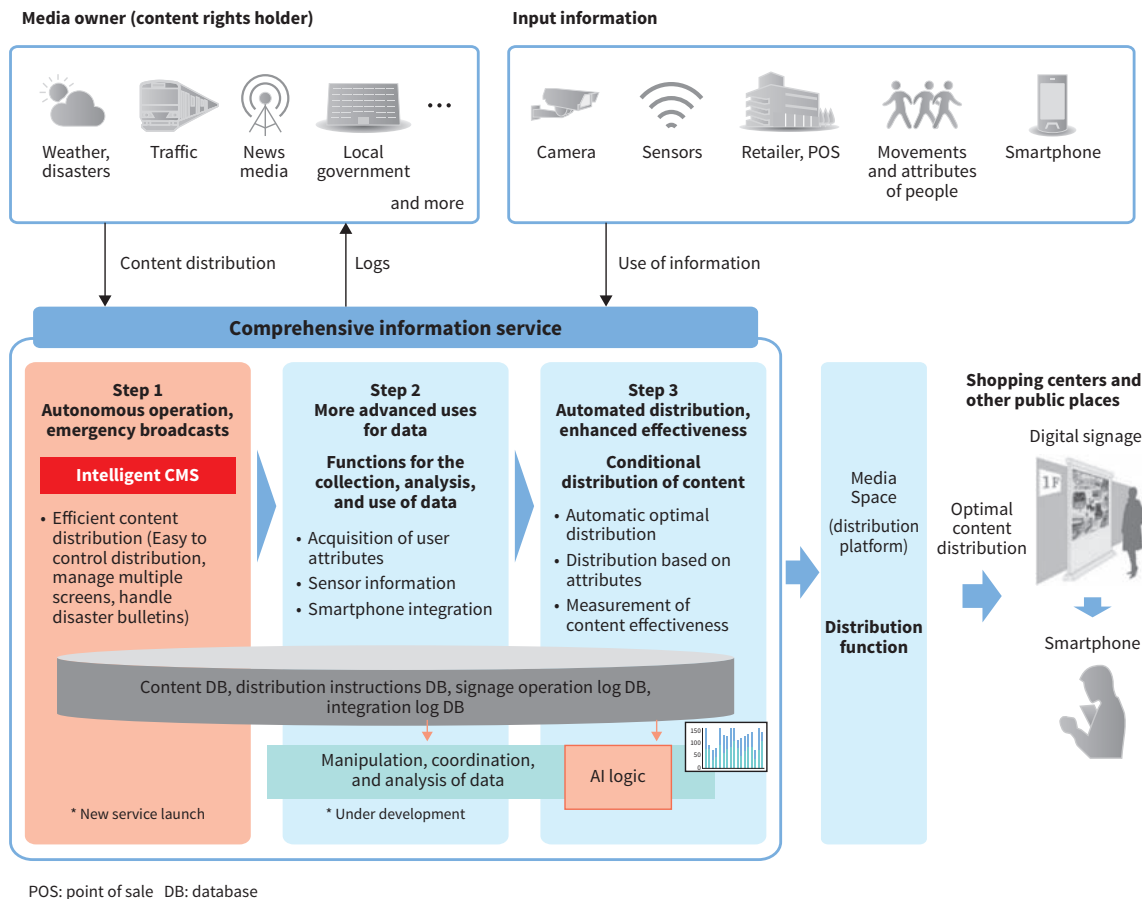 Media owner (content rights holder)
Weather,
disasters
Traffic
News
media
Local
government
...
and more
Input information
Camera
Sensors
Retailer, POS
Movements
and attributes
of people
Smartphone
Content distribution
Logs
Use of information
Comprehensive information service
Step 1
Autonomous operation,
emergency broadcasts
Intelligent CMS
• Efficient content
distribution (Easy to
control distribution,
manage multiple
screens, handle
disaster bulletins)
Step 2
More advanced uses
for data
Functions for the
collection, analysis,
and use of data
• Acquisition of user
attributes
• Sensor information
• Smartphone integration
Step 3
Automated distribution,
enhanced effectiveness
Conditional
distribution of content
• Automatic optimal
distribution
• Distribution based on
attributes
• Measurement of
content effectiveness
Content DB, distribution instructions DB, signage operation log DB,
integration log DB
Manipulation, coordination,
and analysis of data
AI logic
150
100
50
0
* New service launch
* Under development
Media
Space
(distribution
platform)
Distribution
function
Optimal
content
distribution
Shopping centers and
other public places
Digital signage
1F
Smartphone
POS: point of sale DB: database